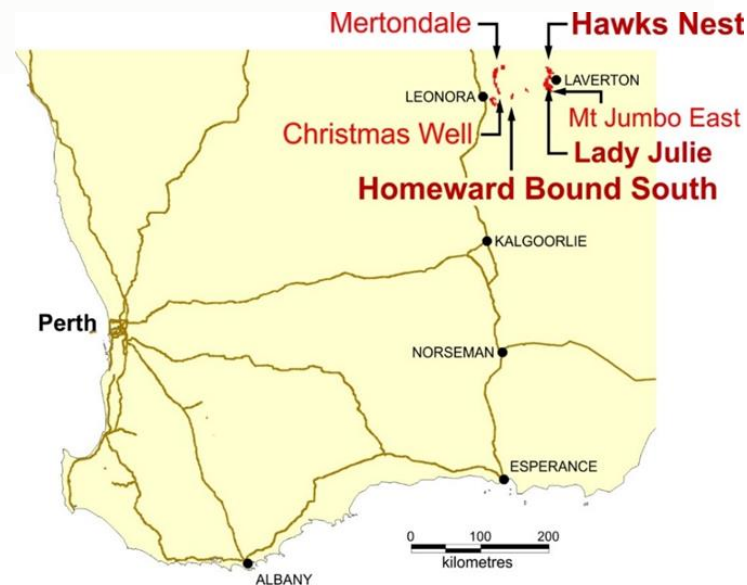 Mertondale
Hawks Nest
LAVERTON
LEONORA
Mt Jumbo East
Christmas Well
Lady Julie
Homeward Bound South
KALGOORLIE
Perth
NORSEMAN
ESPERANCE
0 100 200
kilometres
ALBANY